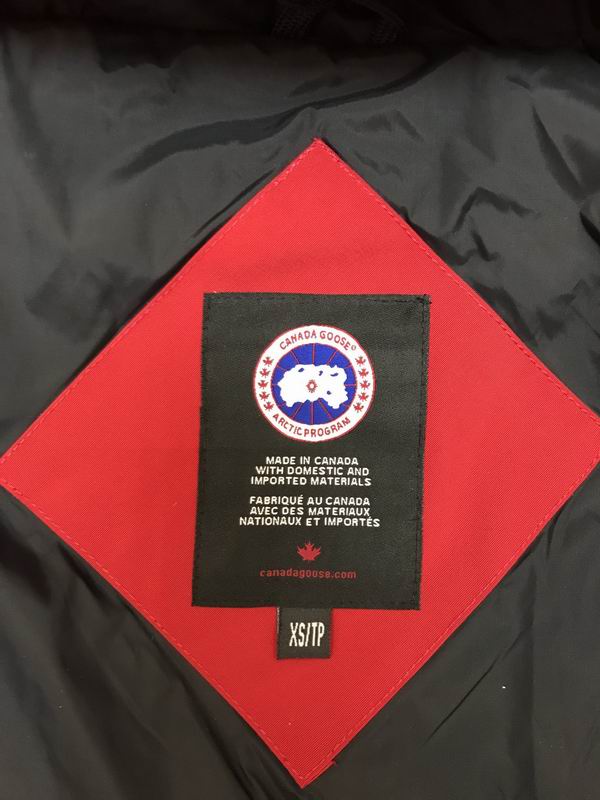 CANADA GOOSE®
ARCTIC PROGRAM
MADE IN CANADA
WITH DOMESTIC AND
IMPORTED MATERIALS
FABRIQUÉ AU CANADA
AVEC DES MATERIAUX
NATIONAUX ET IMPORTÉS
canadagoose.com
XS/TP